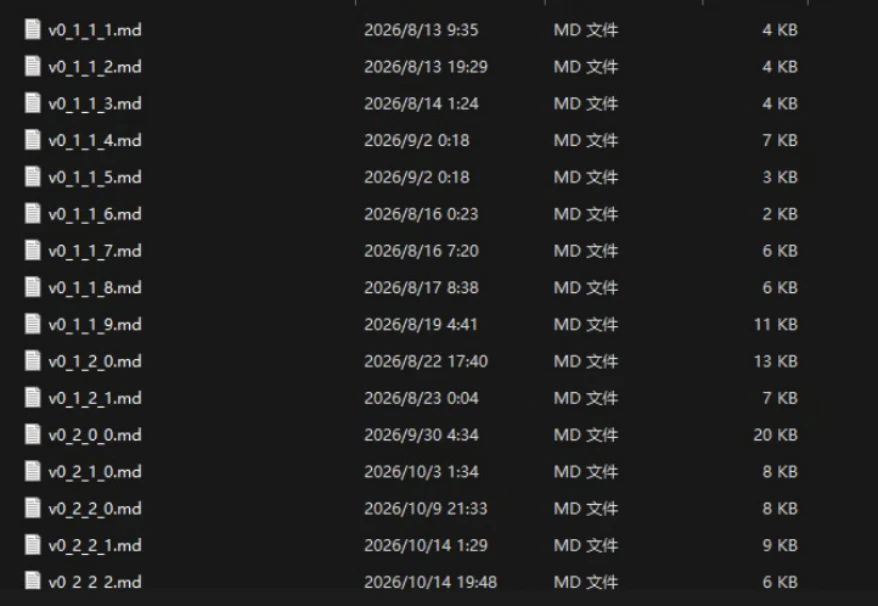 v0_1_1_1.md 2026/8/13 9:35 MD 文件 4 KB
v0_1_1_2.md 2026/8/13 19:29 MD 文件 4 KB
v0_1_1_3.md 2026/8/14 1:24 MD 文件 4 KB
v0_1_1_4.md 2026/9/2 0:18 MD 文件 7 KB
v0_1_1_5.md 2026/9/2 0:18 MD 文件 3 KB
v0_1_1_6.md 2026/8/16 0:23 MD 文件 2 KB
v0_1_1_7.md 2026/8/16 7:20 MD 文件 6 KB
v0_1_1_8.md 2026/8/17 8:38 MD 文件 6 KB
v0_1_1_9.md 2026/8/19 4:41 MD 文件 11 KB
v0_1_2_0.md 2026/8/22 17:40 MD 文件 13 KB
v0_1_2_1.md 2026/8/23 0:04 MD 文件 7 KB
v0_2_0_0.md 2026/9/30 4:34 MD 文件 20 KB
v0_2_1_0.md 2026/10/3 1:34 MD 文件 8 KB
v0_2_2_0.md 2026/10/9 21:33 MD 文件 8 KB
v0_2_2_1.md 2026/10/14 1:29 MD 文件 9 KB
v0 2 2 2.md 2026/10/14 19:48 MD 文件 6 KB